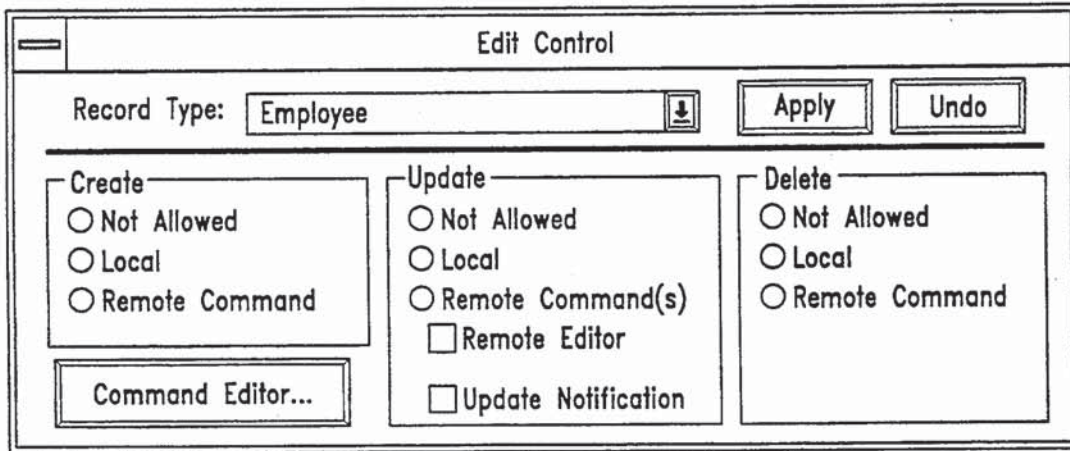 Edit Control
Record Type: Employee
Apply
Undo
Create
Not Allowed
Local
Remote Command
Command Editor...
Update
Not Allowed
Local
Remote Command(s)
Remote Editor
Update Notification
Delete
Not Allowed
Local
Remote Command